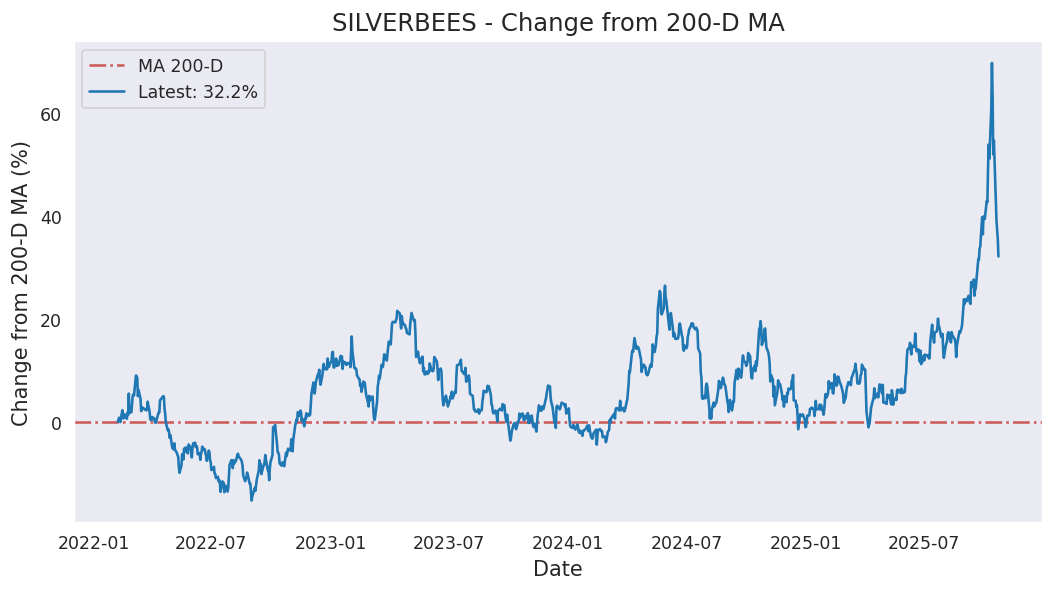 SILVERBEES - Change from 200-D MA
MA 200-D
Latest: 32.2%
Change from 200-D MA (%)
60
40
20
0
2022-01 2022-07 2023-01 2023-07 2024-01 2024-07 2025-01 2025-07
Date